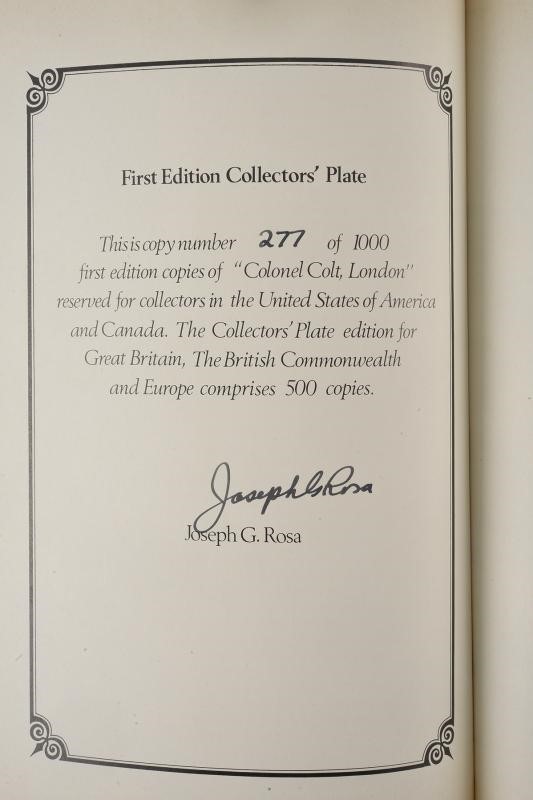 First Edition Collectors' Plate
This is copy number 277 of 1000
first edition copies of "Colonel Colt, London"
reserved for collectors in the United States of America
and Canada. The Collectors' Plate edition for
Great Britain, The British Commonwealth
and Europe comprises 500 copies.
Joseph G Rosa
Joseph G. Rosa